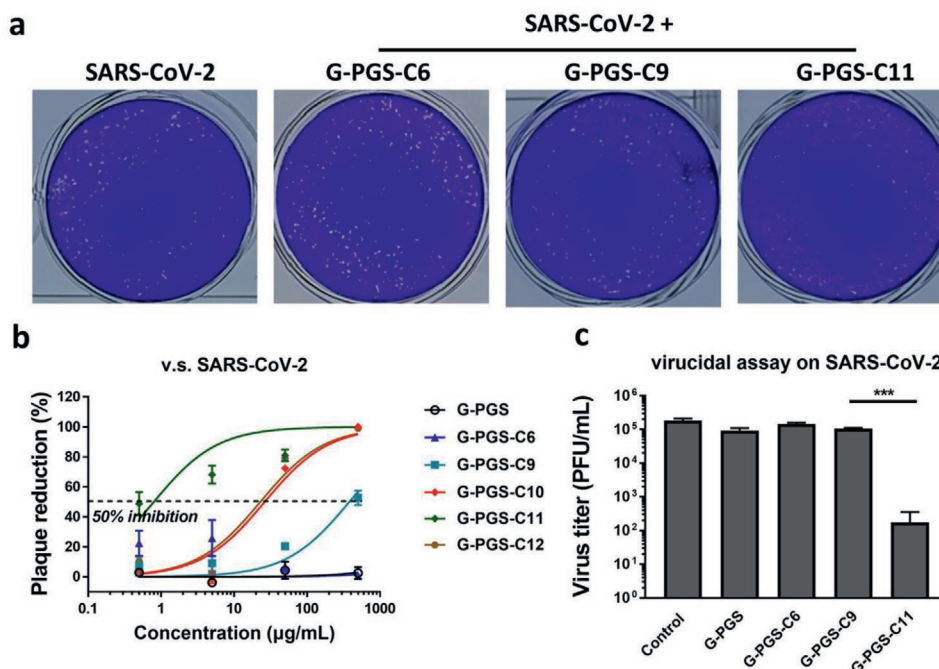 a
SARS-CoV-2 +
SARS-CoV-2
G-PGS-C6
G-PGS-C9
G-PGS-C11
b
v.s. SARS-CoV-2
Plaque reduction (%)
120
100
80
60
40
20
0
50% inhibition
0.1
1
10
100
1000
Concentration (µg/mL)
G-PGS
G-PGS-C6
G-PGS-C9
G-PGS-C10
G-PGS-C11
G-PGS-C12
c
virucidal assay on SARS-CoV-2
***
Virus titer (PFU/mL)
10⁶
10⁵
10⁴
10³
10²
10¹
10⁰
Control
G-PGS
G-PGS-C6
G-PGS-C9
G-PGS-C11